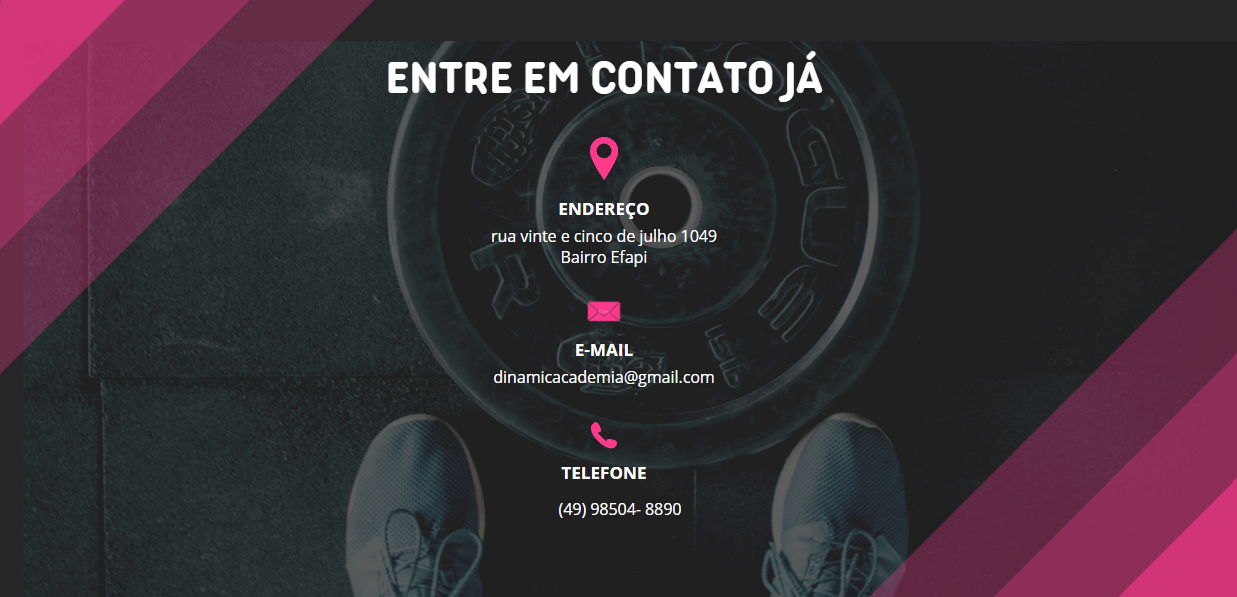 ENTRE EM CONTATO JÁ
ENDEREÇO
rua vinte e cinco de julho 1049
Bairro Efapi
E-MAIL
dinamicacademia@gmail.com
TELEFONE
(49) 98504- 8890